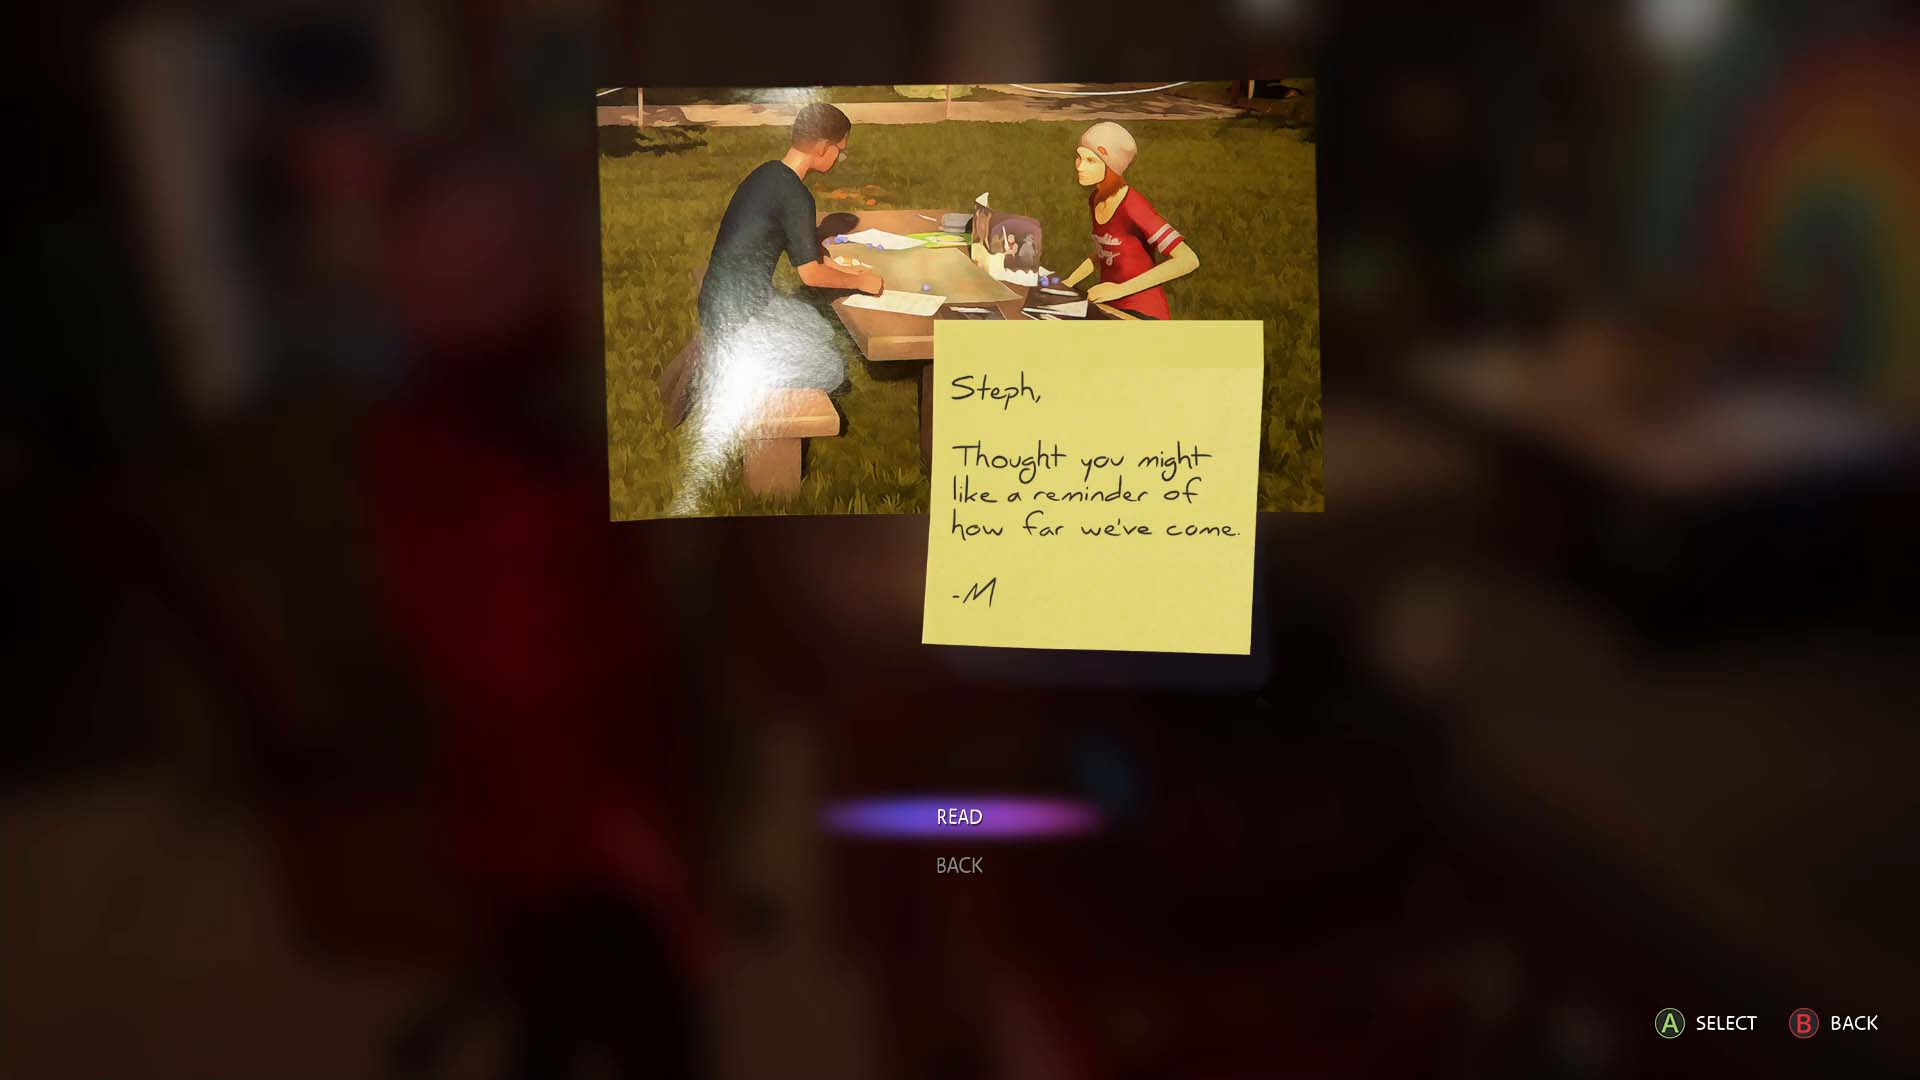 Steph,
Thought you might
like a reminder of
how far we've come.
-M
READ
BACK
A SELECT B BACK